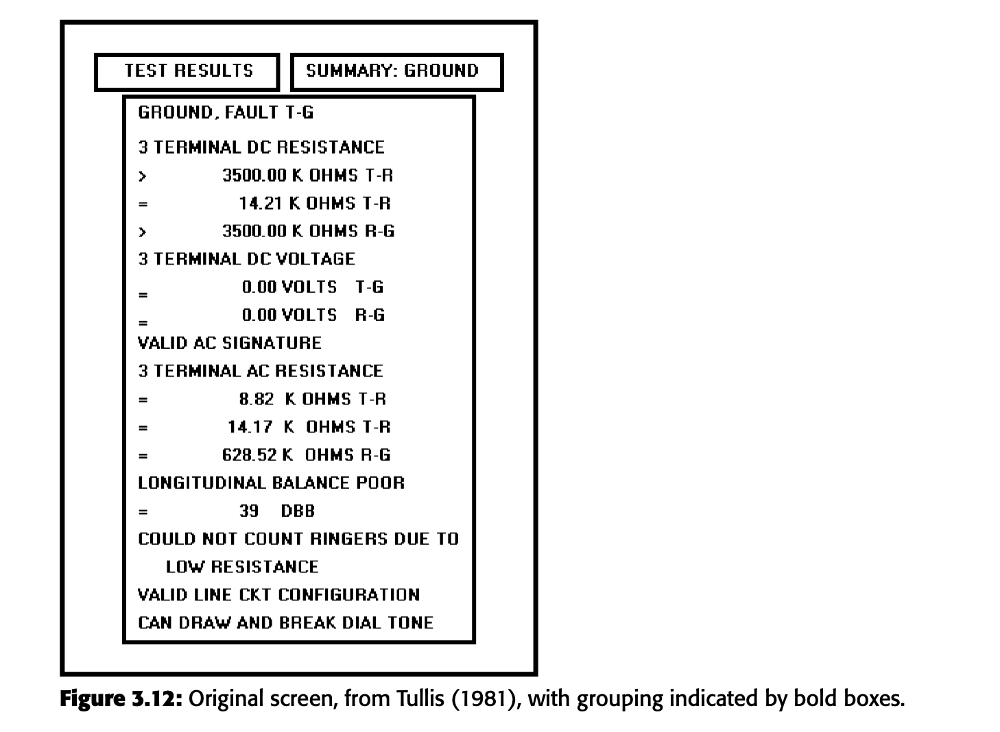 TEST RESULTS SUMMARY: GROUND
GROUND, FAULT T-G
3 TERMINAL DC RESISTANCE
> 3500.00 K OHMS T-R
= 14.21 K OHMS T-R
> 3500.00 K OHMS R-G
3 TERMINAL DC VOLTAGE
= 0.00 VOLTS T-G
= 0.00 VOLTS R-G
VALID AC SIGNATURE
3 TERMINAL AC RESISTANCE
= 8.82 K OHMS T-R
= 14.17 K OHMS T-R
= 628.52 K OHMS R-G
LONGITUDINAL BALANCE POOR
= 39 DBB
COULD NOT COUNT RINGERS DUE TO
LOW RESISTANCE
VALID LINE CKT CONFIGURATION
CAN DRAW AND BREAK DIAL TONE
Figure 3.12: Original screen, from Tullis (1981), with grouping indicated by bold boxes.